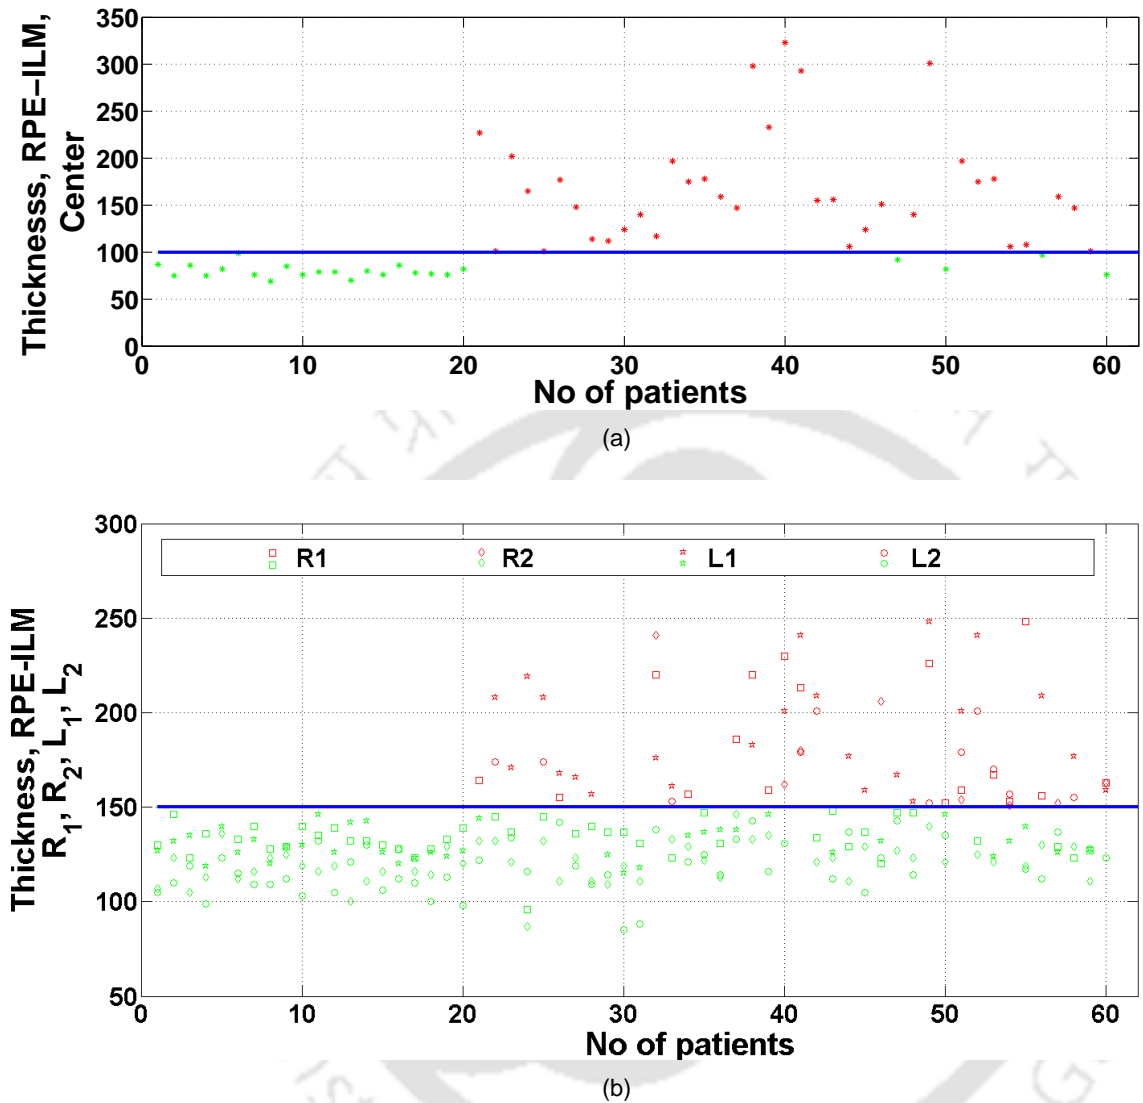 350
300
250
200
150
100
50
0
Thicknesss, RPE–ILM,
Center
0 10 20 30 40 50 60
No of patients
(a)
300
250
200
150
100
50
R1 R2 L1 L2
Thickness, RPE-ILM
R1, R2, L1, L2
0 10 20 30 40 50 60
No of patients
(b)